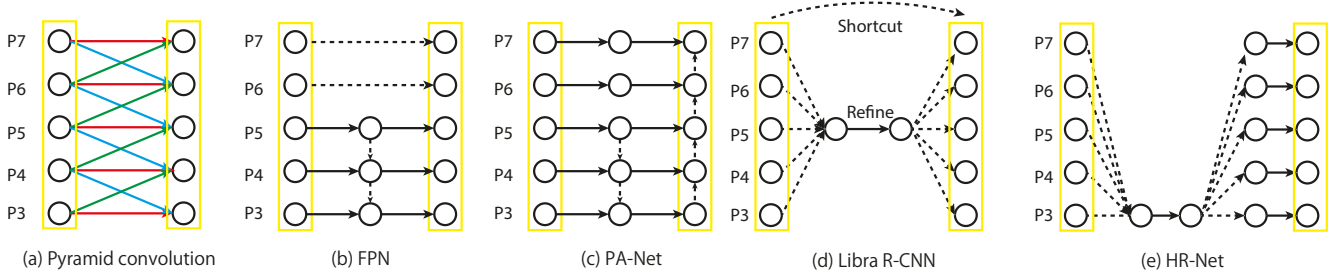 P7
P6
P5
P4
P3
(a) Pyramid convolution
P7
P6
P5
P4
P3
(b) FPN
P7
P6
P5
P4
P3
(c) PA-Net
Shortcut
P7
P6
P5
P4
P3
Refine
(d) Libra R-CNN
P7
P6
P5
P4
P3
(e) HR-Net